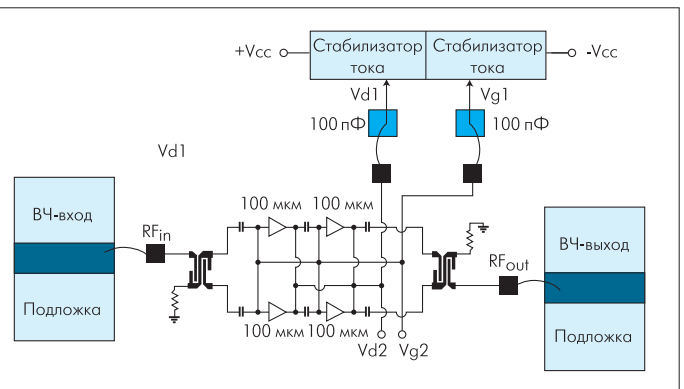 +Vcc
Стабилизатор тока
Стабилизатор тока
-Vcc
Vd1
Vg1
100 пФ
100 пФ
Vd1
100 мкм
100 мкм
ВЧ-вход
RFin
Подложка
ВЧ-выход
RFout
Подложка
100 мкм
100 мкм
Vd2
Vg2